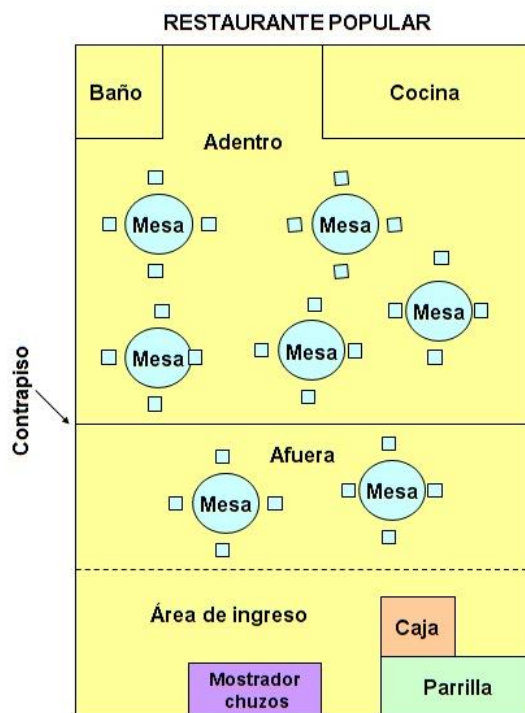 RESTAURANTE POPULAR
Baño
Cocina
Adentro
Mesa
Mesa
Mesa
Mesa
Mesa
Contrapiso
Afuera
Mesa
Mesa
Área de ingreso
Caja
Mostrador
chuzos
Parrilla